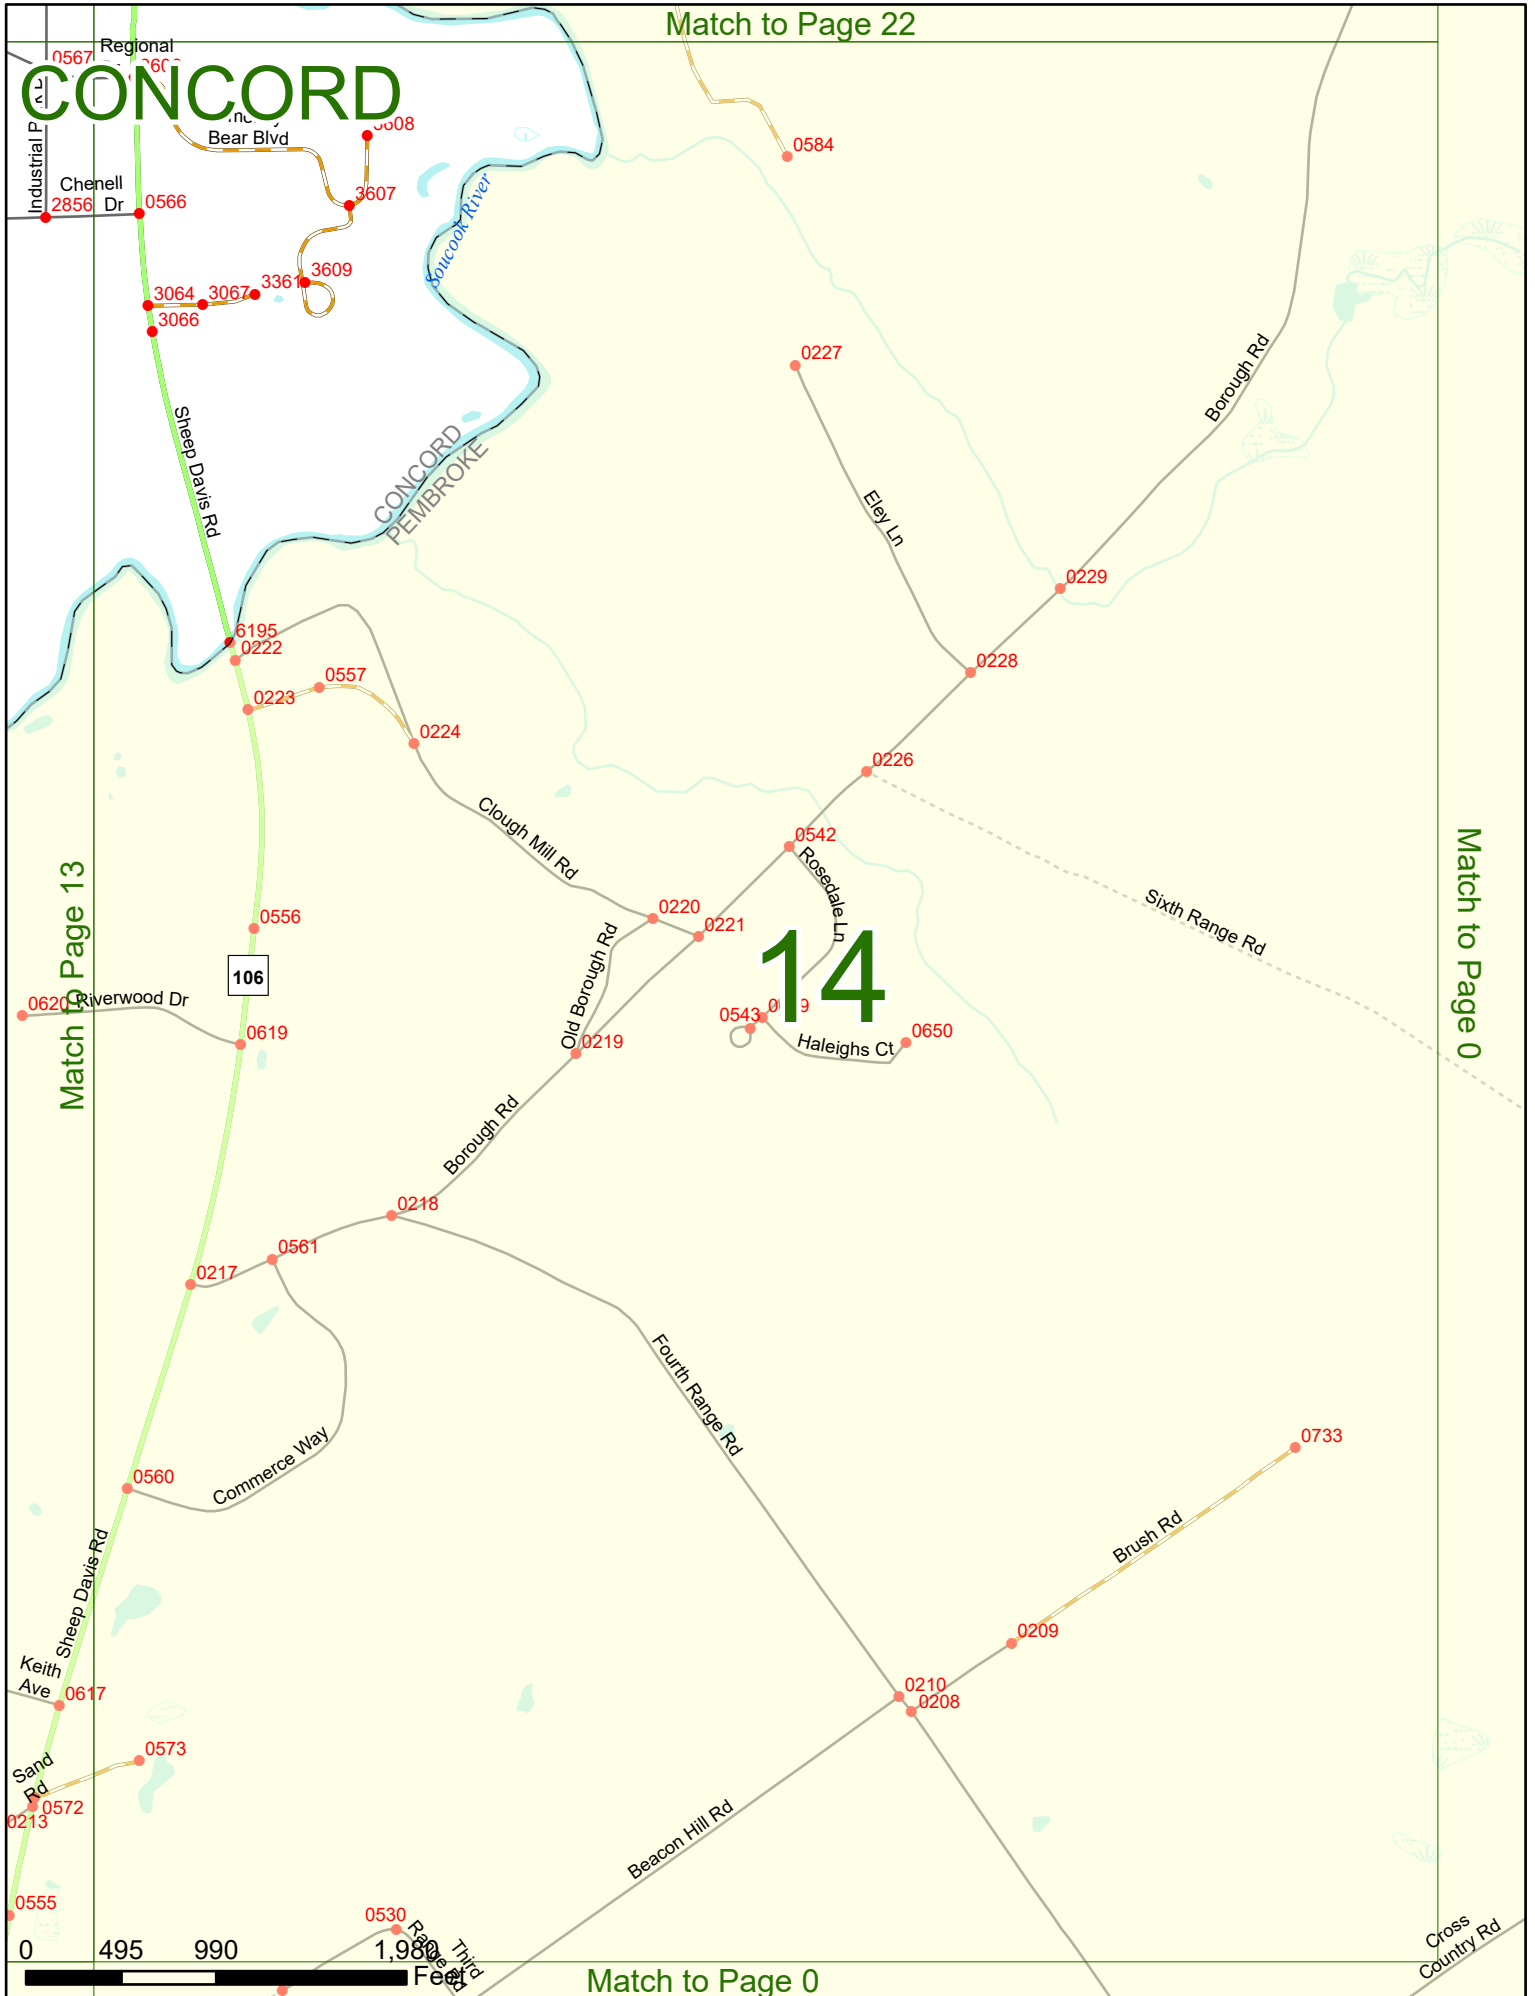 Match to Page 22
Regional
0567
CONCORD
Bear Blvd
3608
0584
Chenell
Dr
2856
0566
3607
Soucook River
3064
3067
3361
3609
3066
0227
Borough Rd
Sheep Davis Rd
CONCORD
PEMBROKE
Eley Ln
0229
6195
0222
0228
0557
0223
0224
0226
Clough Mill Rd
0542
Rosedale Ln
Match to Page 13
Match to Page 0
Sixth Range Rd
0220
0556
0221
Old Borough Rd
14
106
0620
Riverwood Dr
0543
0619
0219
Haleighs Ct
0650
Borough Rd
0218
0561
0217
Fourth Range Rd
Commerce Way
0733
0560
Brush Rd
Sheep Davis Rd
0209
Keith
Ave
0617
0210
0208
0573
Sand
Rd
0572
0213
Beacon Hill Rd
0555
0530
Third
Range Rd
Cross
Country Rd
0 495 990 1,980
Feet
Match to Page 0